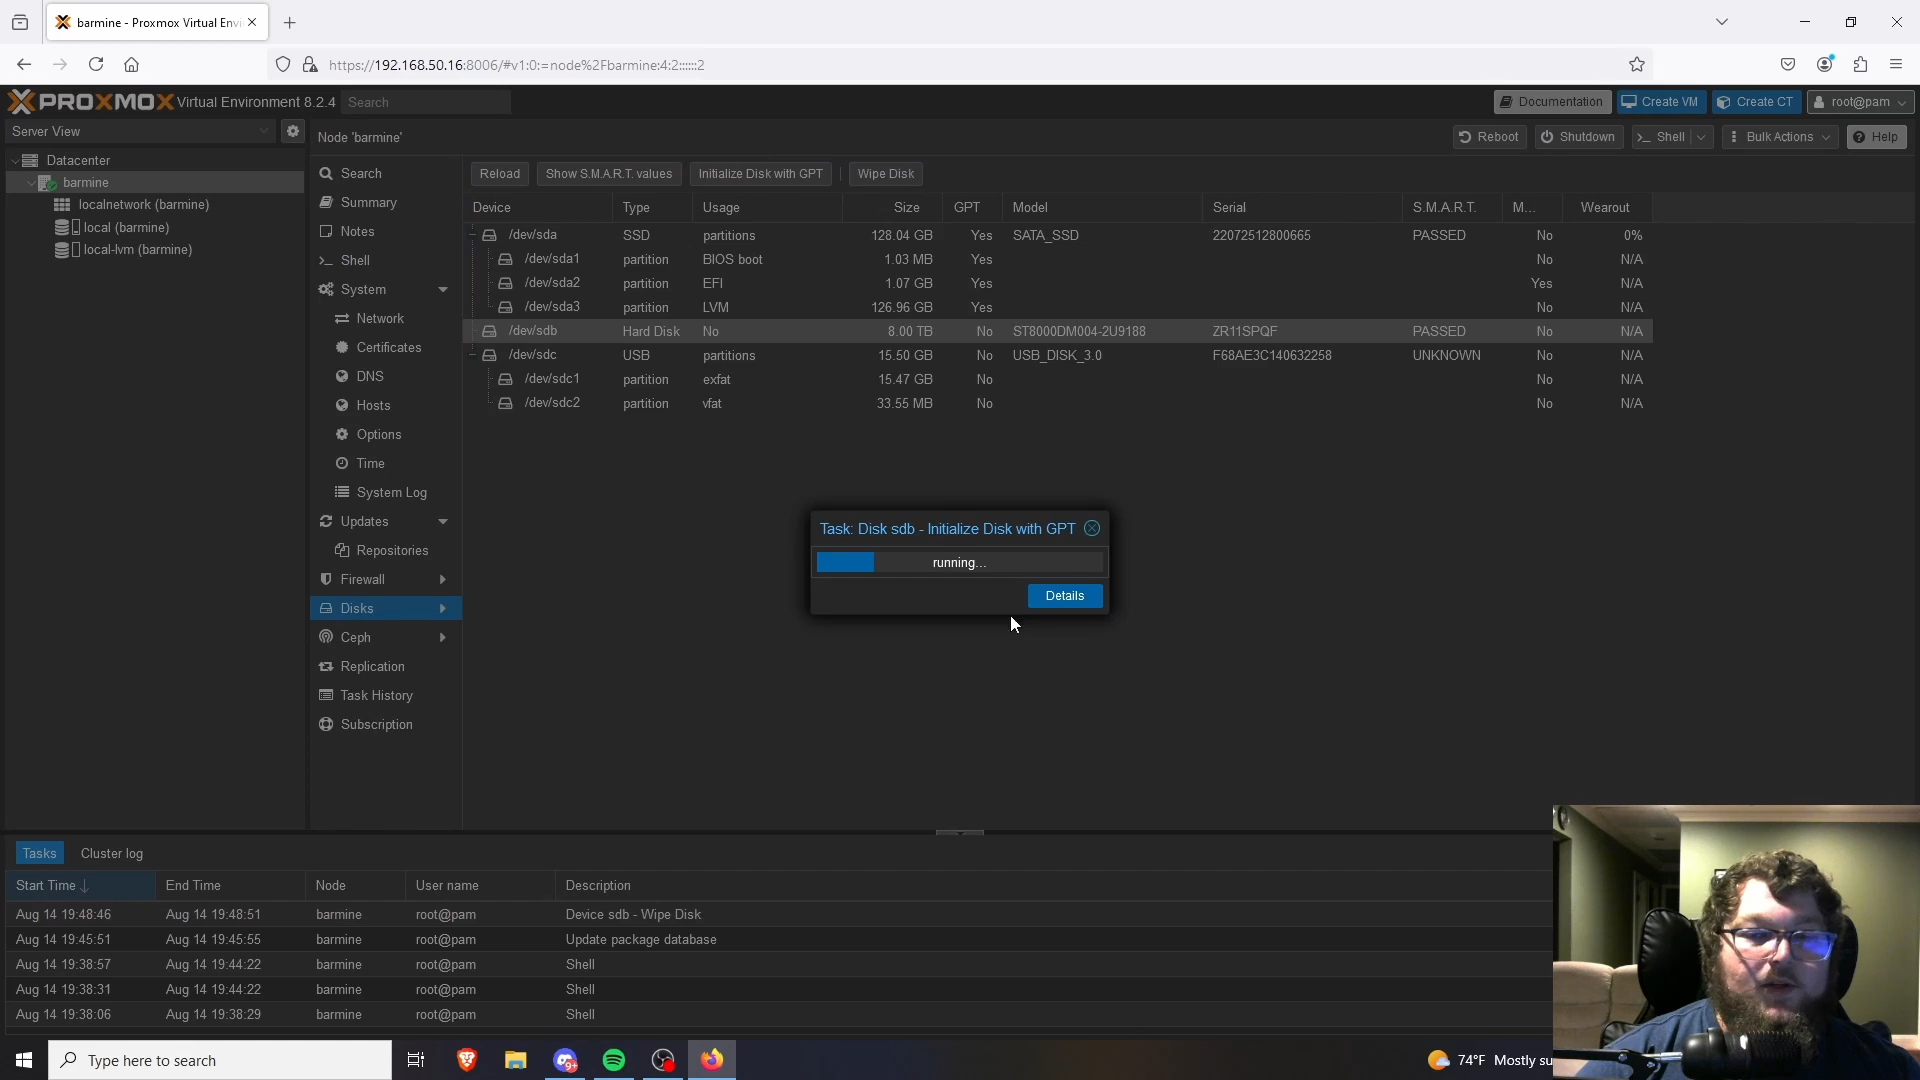 barmine - Proxmox Virtual Envi
https://192.168.50.16:8006/#v1:0:=node%2Fbarmine:4:2::::::2
PROXMOX Virtual Environment 8.2.4 Search
Documentation Create VM Create CT root@pam
Server View
Node 'barmine'
Reboot Shutdown Shell Bulk Actions Help
Datacenter
barmine
localnetwork (barmine)
local (barmine)
local-lvm (barmine)
Search
Summary
Notes
Shell
System
Network
Certificates
DNS
Hosts
Options
Time
System Log
Updates
Repositories
Firewall
Disks
Ceph
Replication
Task History
Subscription
Reload Show S.M.A.R.T. values Initialize Disk with GPT Wipe Disk
Device Type Usage Size GPT Model Serial S.M.A.R.T. M... Wearout
/dev/sda SSD partitions 128.04 GB Yes SATA_SSD 22072512800665 PASSED No 0%
/dev/sda1 partition BIOS boot 1.03 MB Yes No N/A
/dev/sda2 partition EFI 1.07 GB Yes Yes N/A
/dev/sda3 partition LVM 126.96 GB Yes No N/A
/dev/sdb Hard Disk No 8.00 TB No ST8000DM004-2U9188 ZR11SPQF PASSED No N/A
/dev/sdc USB partitions 15.50 GB No USB_DISK_3.0 F68AE3C140632258 UNKNOWN No N/A
/dev/sdc1 partition exfat 15.47 GB No No N/A
/dev/sdc2 partition vfat 33.55 MB No No N/A
Task: Disk sdb - Initialize Disk with GPT
running...
Details
Tasks Cluster log
Start Time End Time Node User name Description
Aug 14 19:48:46 Aug 14 19:48:51 barmine root@pam Device sdb - Wipe Disk
Aug 14 19:45:51 Aug 14 19:45:55 barmine root@pam Update package database
Aug 14 19:38:57 Aug 14 19:44:22 barmine root@pam Shell
Aug 14 19:38:31 Aug 14 19:44:22 barmine root@pam Shell
Aug 14 19:38:06 Aug 14 19:38:29 barmine root@pam Shell
Type here to search
9+
74°F Mostly su